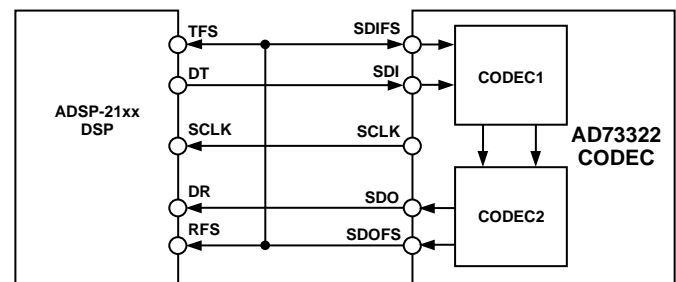 TFS
SDIFS
DT
SDI
CODEC1
ADSP-21xx
DSP
SCLK
SCLK
AD73322
CODEC
DR
SDO
CODEC2
RFS
SDOFS